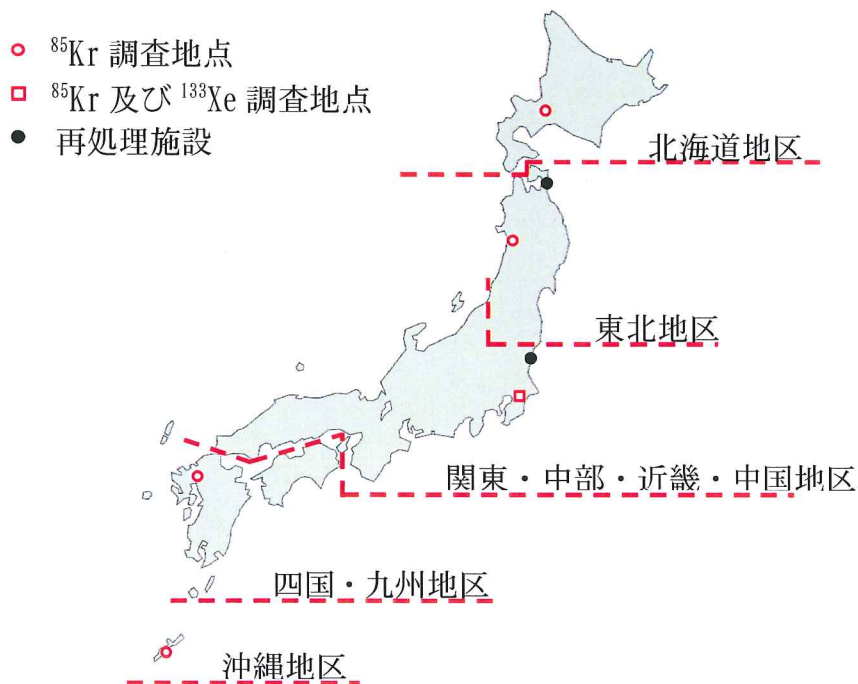 ⁸⁵Kr 調査地点
⁸⁵Kr 及び ¹³³Xe 調査地点
再処理施設
北海道地区
東北地区
関東・中部・近畿・中国地区
四国・九州地区
沖縄地区